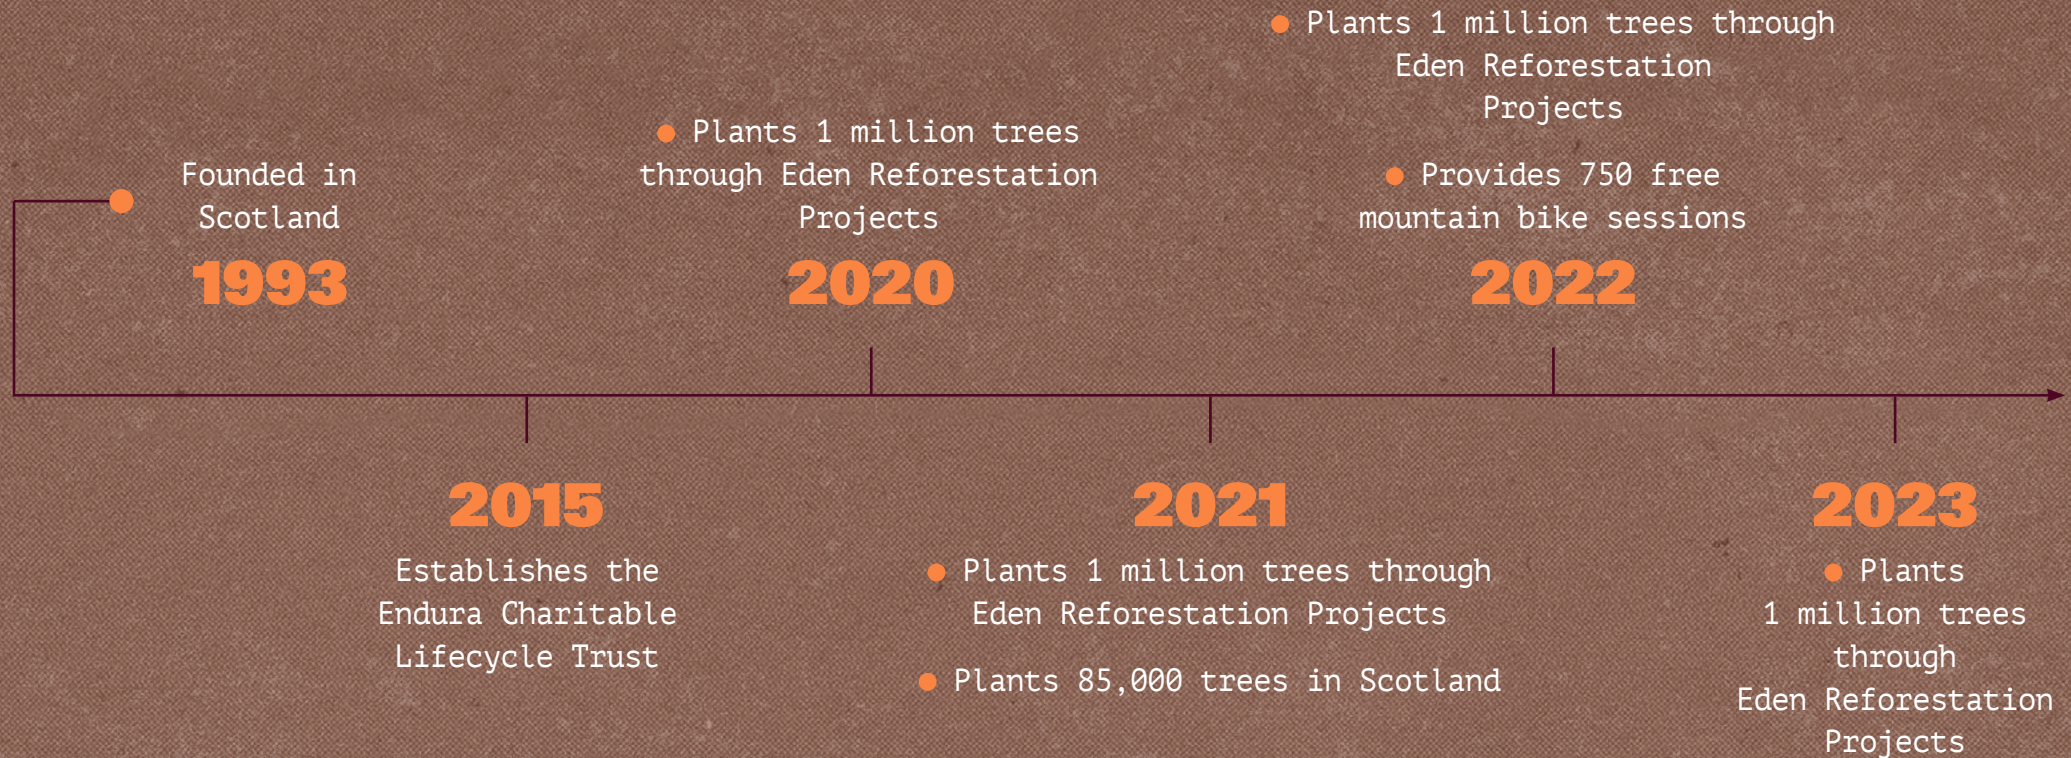 Founded in
Scotland
1993
2015
Establishes the
Endura Charitable
Lifecycle Trust
Plants 1 million trees
through Eden Reforestation
Projects
2020
2021
Plants 1 million trees through
Eden Reforestation Projects
Plants 85,000 trees in Scotland
Plants 1 million trees through
Eden Reforestation
Projects
Provides 750 free
mountain bike sessions
2022
2023
Plants
1 million trees
through
Eden Reforestation
Projects